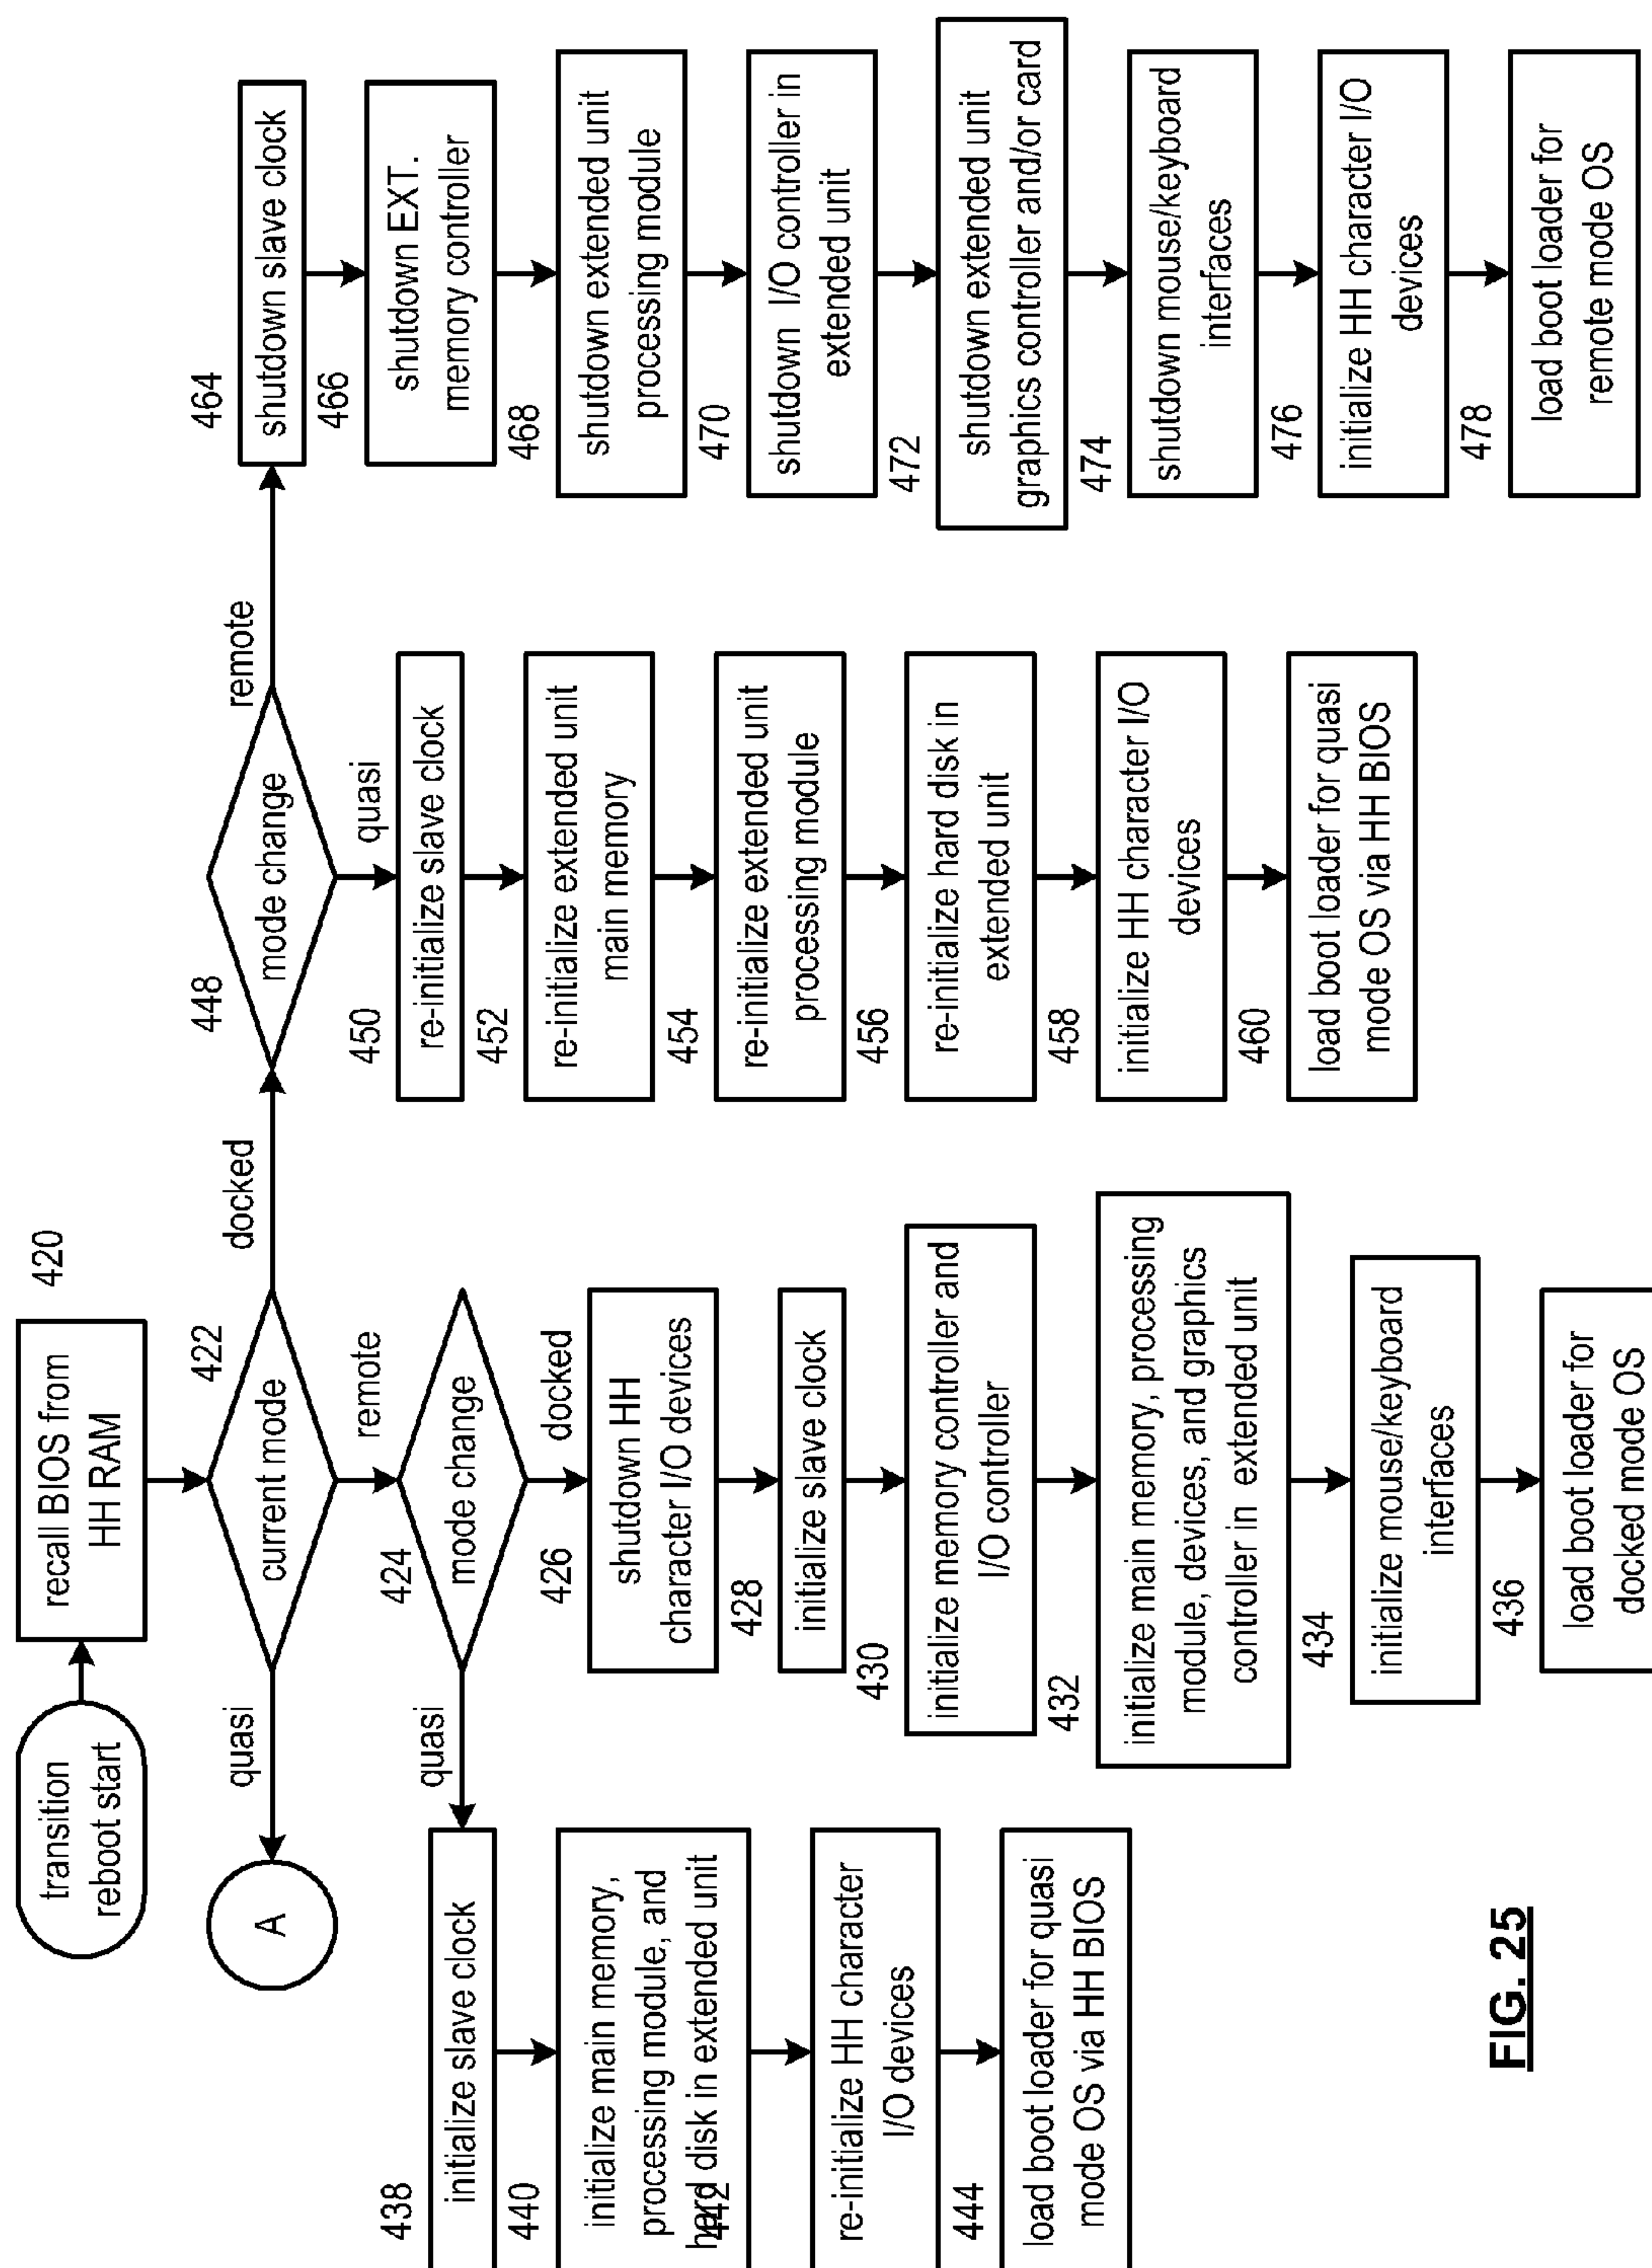 transition
reboot start
recall BIOS from
HH RAM
420
A
quasi
current mode
422
docked
remote
quasi
424
mode change
docked
438
initialize slave clock
440
initialize main memory,
processing module, and
hard disk in extended unit
442
re-initialize HH character
I/O devices
444
load boot loader for quasi
mode OS via HH BIOS
426
shutdown HH
character I/O devices
428
initialize slave clock
430
initialize memory controller and
I/O controller
432
initialize main memory, processing
module, devices, and graphics
controller in extended unit
434
initialize mouse/keyboard
interfaces
436
load boot loader for
docked mode OS
448
mode change
remote
quasi
450
re-initialize slave clock
452
re-initialize extended unit
main memory
454
re-initialize extended unit
processing module
456
re-initialize hard disk in
extended unit
458
initialize HH character I/O
devices
460
load boot loader for quasi
mode OS via HH BIOS
464
shutdown slave clock
466
shutdown EXT.
memory controller
468
shutdown extended unit
processing module
470
shutdown I/O controller in
extended unit
472
shutdown extended unit
graphics controller and/or card
474
shutdown mouse/keyboard
interfaces
476
initialize HH character I/O
devices
478
load boot loader for
remote mode OS
FIG. 25